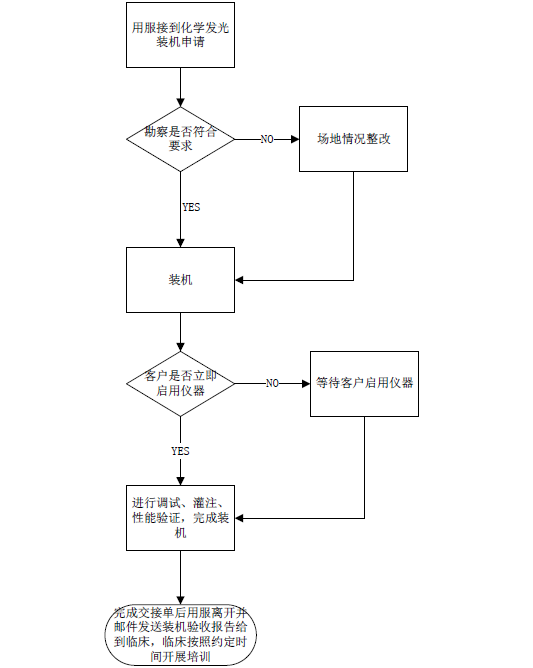 用服接到化学发光
装机申请
勘察是否符合
要求
NO
场地情况整改
YES
装机
客户是否立即
启用仪器
NO
等待客户启用仪器
YES
进行调试、灌注、
性能验证，完成装
机
完成交接单后用服离开并
邮件发送装机验收报告给
到临床，临床按照约定时
间开展培训